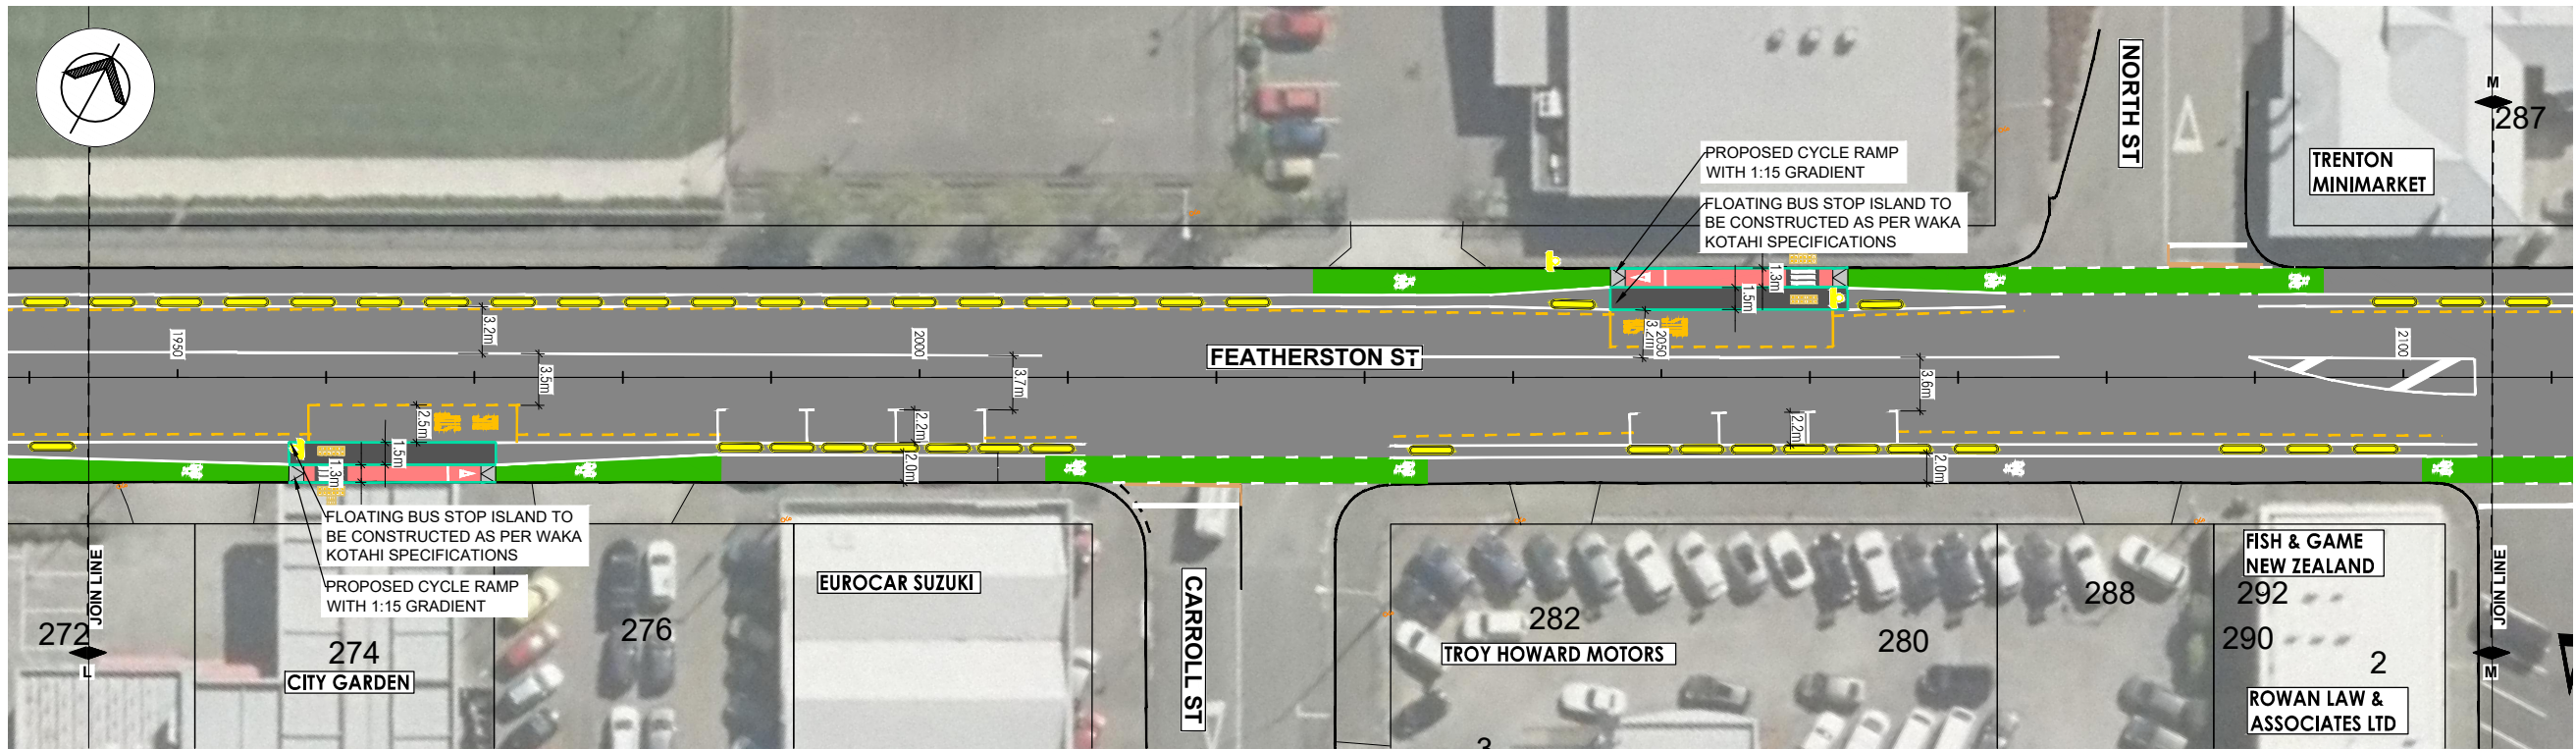 NORTH ST
M
287
TRENTON
MINIMARKET
PROPOSED CYCLE RAMP
WITH 1:15 GRADIENT
FLOATING BUS STOP ISLAND TO
BE CONSTRUCTED AS PER WAKA
KOTAHI SPECIFICATIONS
1.3m
1.5m
3.2m
1950
2000
3.2m
2050
2100
FEATHERSTON ST
3.5m
3.7m
3.6m
2.5m
1.5m
1.3m
2.2m
2.0m
2.2m
2.0m
FLOATING BUS STOP ISLAND TO
BE CONSTRUCTED AS PER WAKA
KOTAHI SPECIFICATIONS
PROPOSED CYCLE RAMP
WITH 1:15 GRADIENT
JOIN LINE
272
L
274
CITY GARDEN
276
EUROCAR SUZUKI
CARROLL ST
282
TROY HOWARD MOTORS
280
288
FISH & GAME
NEW ZEALAND
292
290
2
ROWAN LAW &
ASSOCIATES LTD
JOIN LINE
M